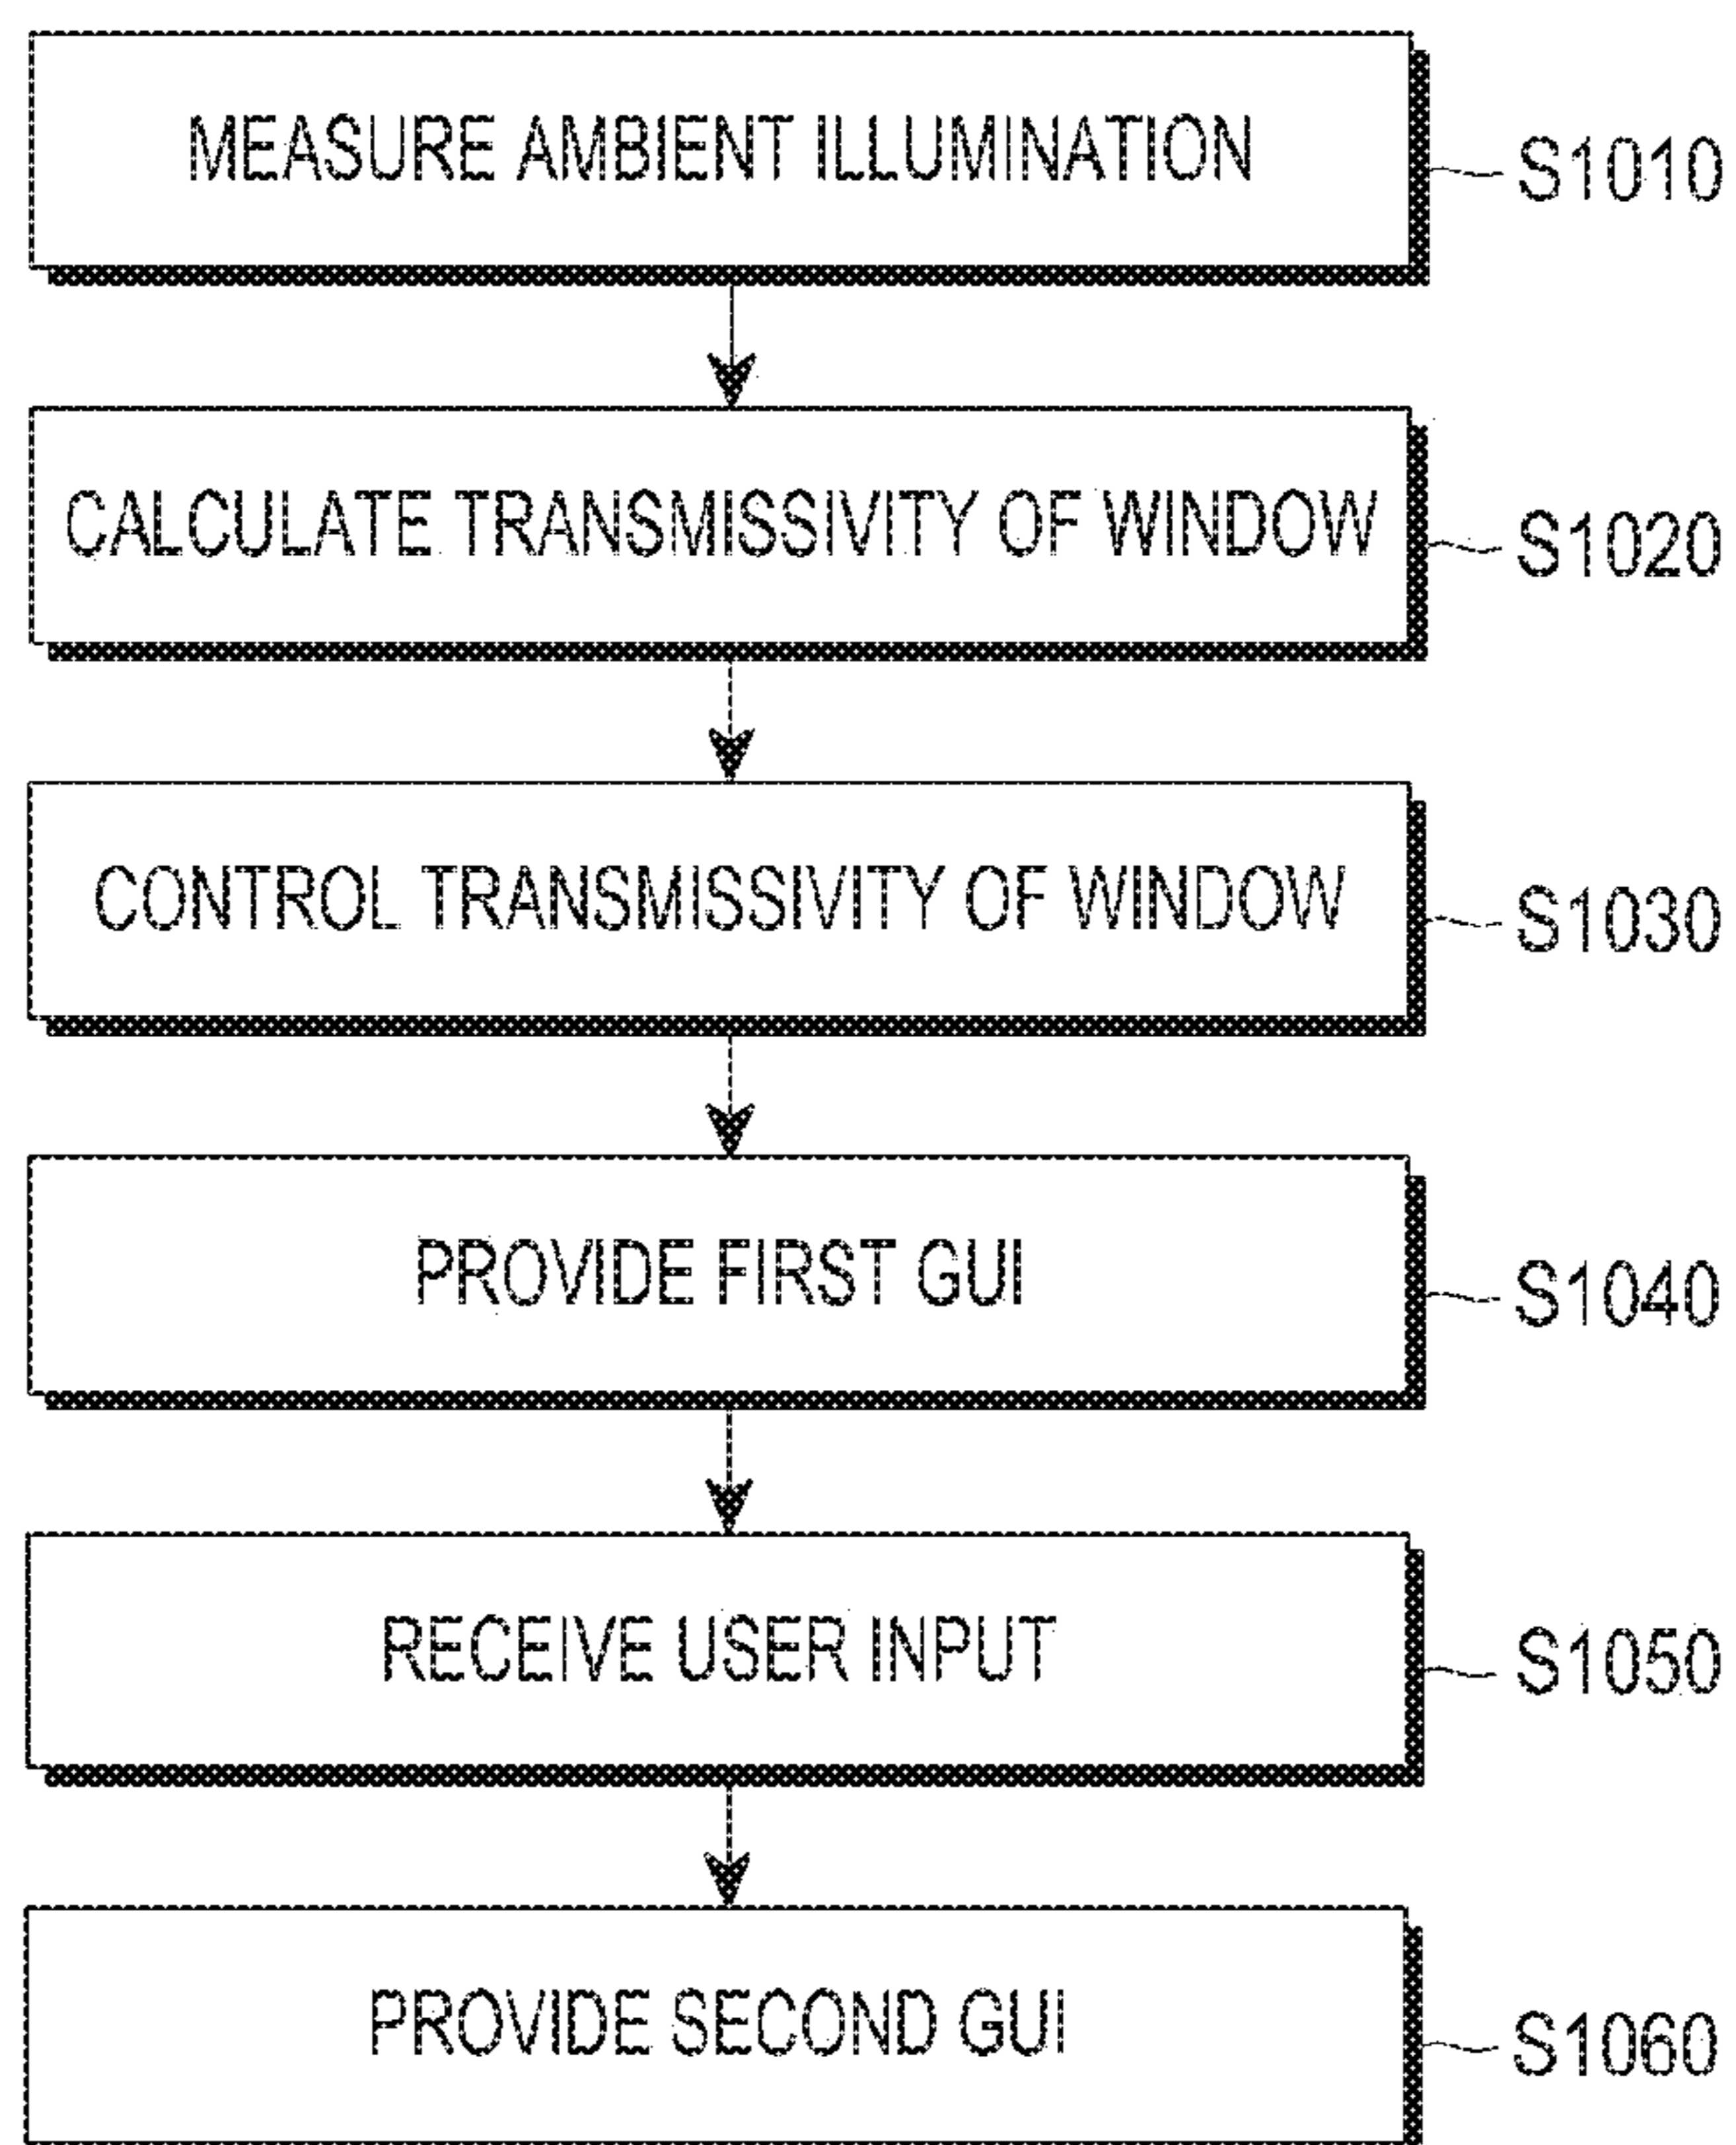 MEASURE AMBIENT ILLUMINATION
S1010
CALCULATE TRANSMISSIVITY OF WINDOW
S1020
CONTROL TRANSMISSIVITY OF WINDOW
S1030
PROVIDE FIRST GUI
S1040
RECEIVE USER INPUT
S1050
PROVIDE SECOND GUI
S1060